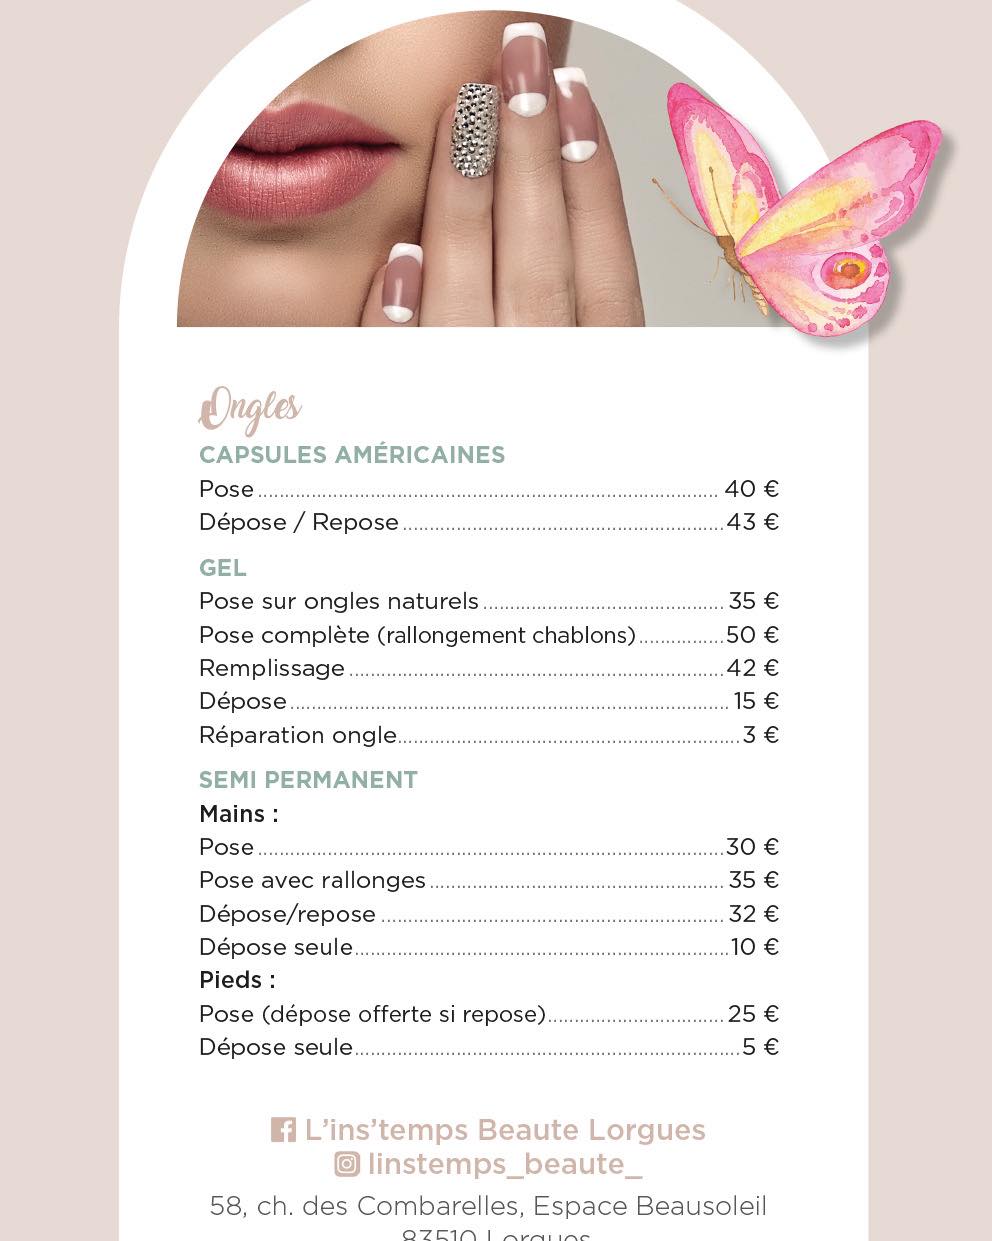 Ongles
CAPSULES AMÉRICAINES
Pose 40 €
Dépose / Repose 43 €
GEL
Pose sur ongles naturels 35 €
Pose complète (rallongement chablons) 50 €
Remplissage 42 €
Dépose 15 €
Réparation ongle 3 €
SEMI PERMANENT
Mains :
Pose 30 €
Pose avec rallonges 35 €
Dépose/repose 32 €
Dépose seule 10 €
Pieds :
Pose (dépose offerte si repose) 25 €
Dépose seule 5 €
L'ins'temps Beaute Lorgues
linstemps_beaute_
58, ch. des Combarelles, Espace Beausoleil
83510 Lorgues